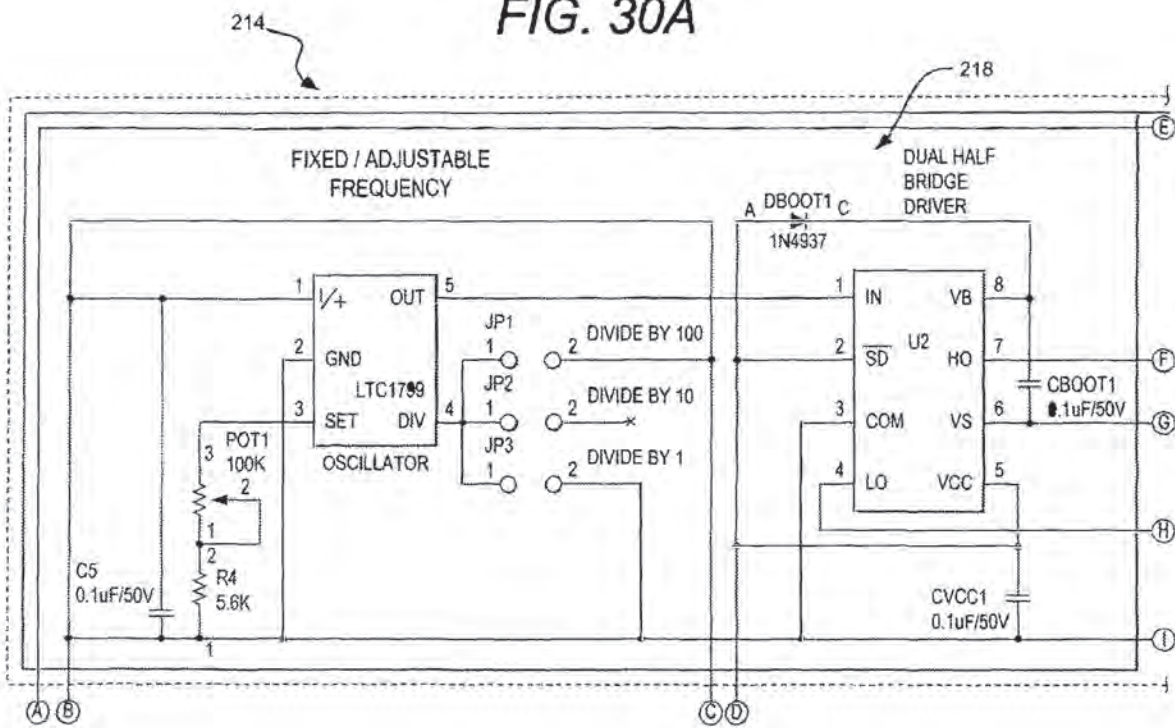 FIG. 30A
214
218
E
FIXED / ADJUSTABLE
FREQUENCY
DUAL HALF
BRIDGE
DRIVER
A DBOOT1 C
1N4937
1 I/+ OUT 5
1 IN VB 8
JP1
1 2 DIVIDE BY 100
2 GND
2 SD U2 HO 7
F
LTC1799
JP2
CBOOT1
0.1uF/50V
3 SET DIV 4
1 2 DIVIDE BY 10
3 COM VS 6
G
OSCILLATOR
POT1
100K
3
2
1
JP3
1 2 DIVIDE BY 1
4 LO VCC 5
H
2
R4
5.6K
1
C5
0.1uF/50V
CVCC1
0.1uF/50V
I
A B C D